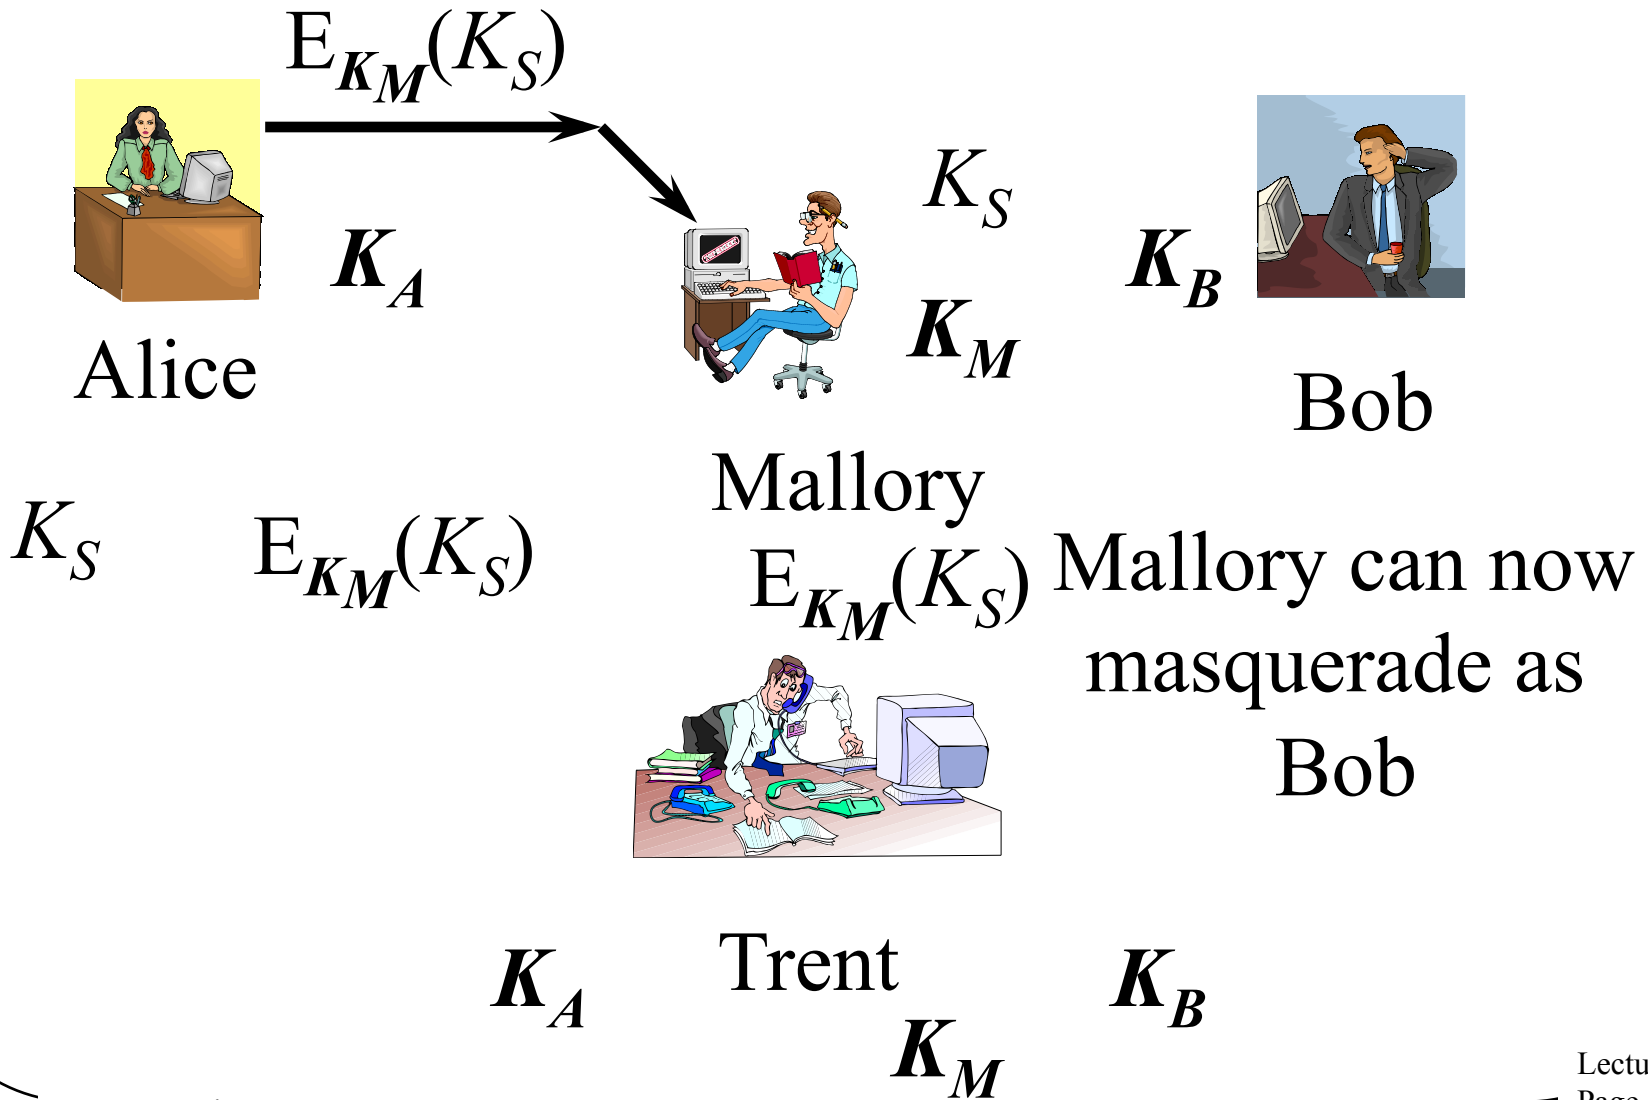 E_{K_M}(K_S)
K_S
K_A
K_B
K_M
Alice
Bob
Mallory
K_S
E_{K_M}(K_S)
E_{K_M}(K_S)
Mallory can now
masquerade as
Bob
Trent
K_A
K_B
K_M
Lectu